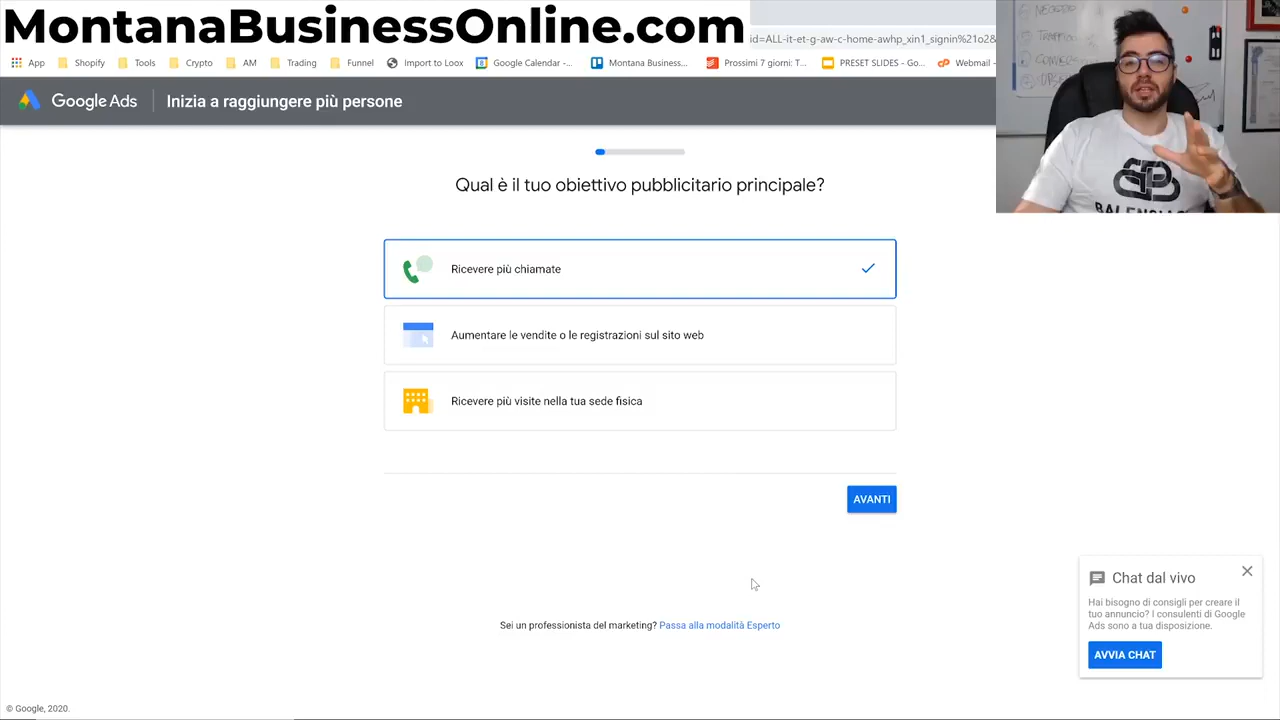 MontanaBusinessOnline.com
id=ALL-it-et-g-aw-c-home-awhp_xin1_signin%21o2&
App Shopify Tools Crypto AM Trading Funnel Import to Loox Google Calendar -... Montana Business... Prossimi 7 giorni: T... PRESET SLIDES - Go... Webmail
Google Ads Inizia a raggiungere più persone
Qual è il tuo obiettivo pubblicitario principale?
Ricevere più chiamate
Aumentare le vendite o le registrazioni sul sito web
Ricevere più visite nella tua sede fisica
AVANTI
Sei un professionista del marketing? Passa alla modalità Esperto
Chat dal vivo
Hai bisogno di consigli per creare il
tuo annuncio? I consulenti di Google
Ads sono a tua disposizione.
AVVIA CHAT
© Google, 2020.